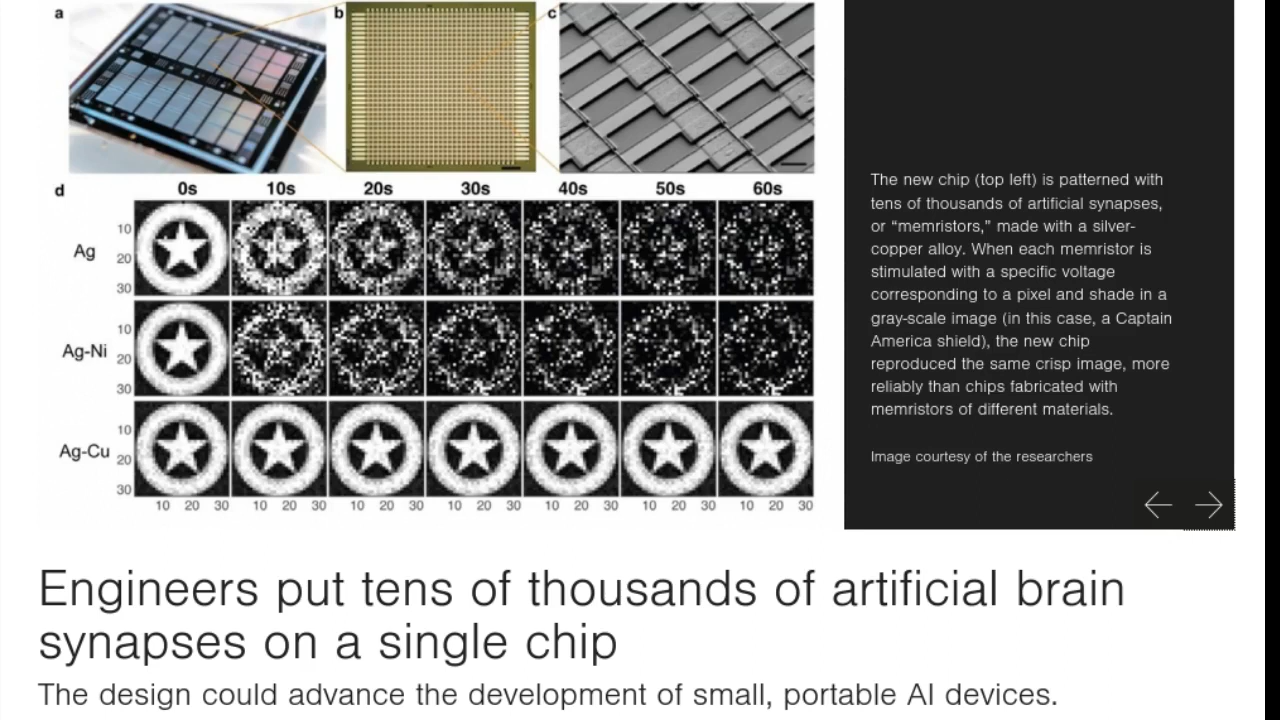 a
b
c
d
0s 10s 20s 30s 40s 50s 60s
Ag
10
20
30
Ag-Ni
10
20
30
Ag-Cu
10
20
30
10 20 30 10 20 30 10 20 30 10 20 30 10 20 30 10 20 30 10 20 30
The new chip (top left) is patterned with
tens of thousands of artificial synapses,
or “memristors,” made with a silver-
copper alloy. When each memristor is
stimulated with a specific voltage
corresponding to a pixel and shade in a
gray-scale image (in this case, a Captain
America shield), the new chip
reproduced the same crisp image, more
reliably than chips fabricated with
memristors of different materials.
Image courtesy of the researchers
Engineers put tens of thousands of artificial brain
synapses on a single chip
The design could advance the development of small, portable AI devices.